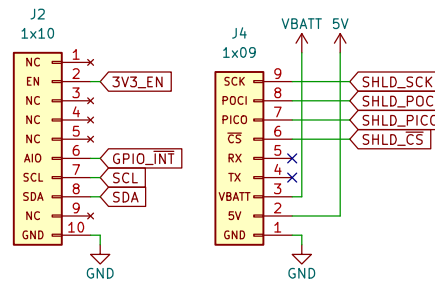 J2
1x10
NC 1
EN 2 3V3_EN
NC 3
NC 4
NC 5
AIO 6 GPIO_INT
SCL 7 SCL
SDA 8 SDA
NC 9
GND 10
GND
VBATT 5V
J4
1x09
SCK 9 SHLD_SCK
POCI 8 SHLD_POC
PICO 7 SHLD_PICO
CS 6 SHLD_CS
RX 5
TX 4
VBATT 3
5V 2
GND 1
GND